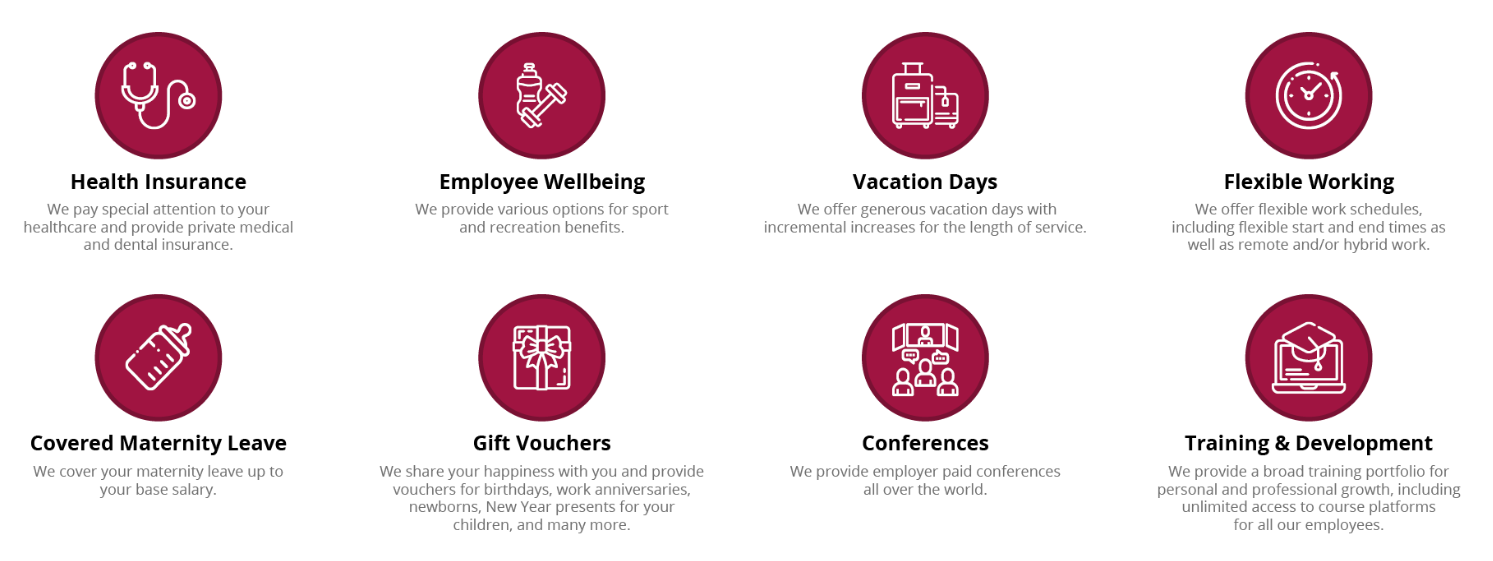 Health Insurance
We pay special attention to your
healthcare and provide private medical
and dental insurance.
Employee Wellbeing
We provide various options for sport
and recreation benefits.
Vacation Days
We offer generous vacation days with
incremental increases for the length of service.
Flexible Working
We offer flexible work schedules,
including flexible start and end times as
well as remote and/or hybrid work.
Covered Maternity Leave
We cover your maternity leave up to
your base salary.
Gift Vouchers
We share your happiness with you and provide
vouchers for birthdays, work anniversaries,
newborns, New Year presents for your
children, and many more.
Conferences
We provide employer paid conferences
all over the world.
Training & Development
We provide a broad training portfolio for
personal and professional growth, including
unlimited access to course platforms
for all our employees.